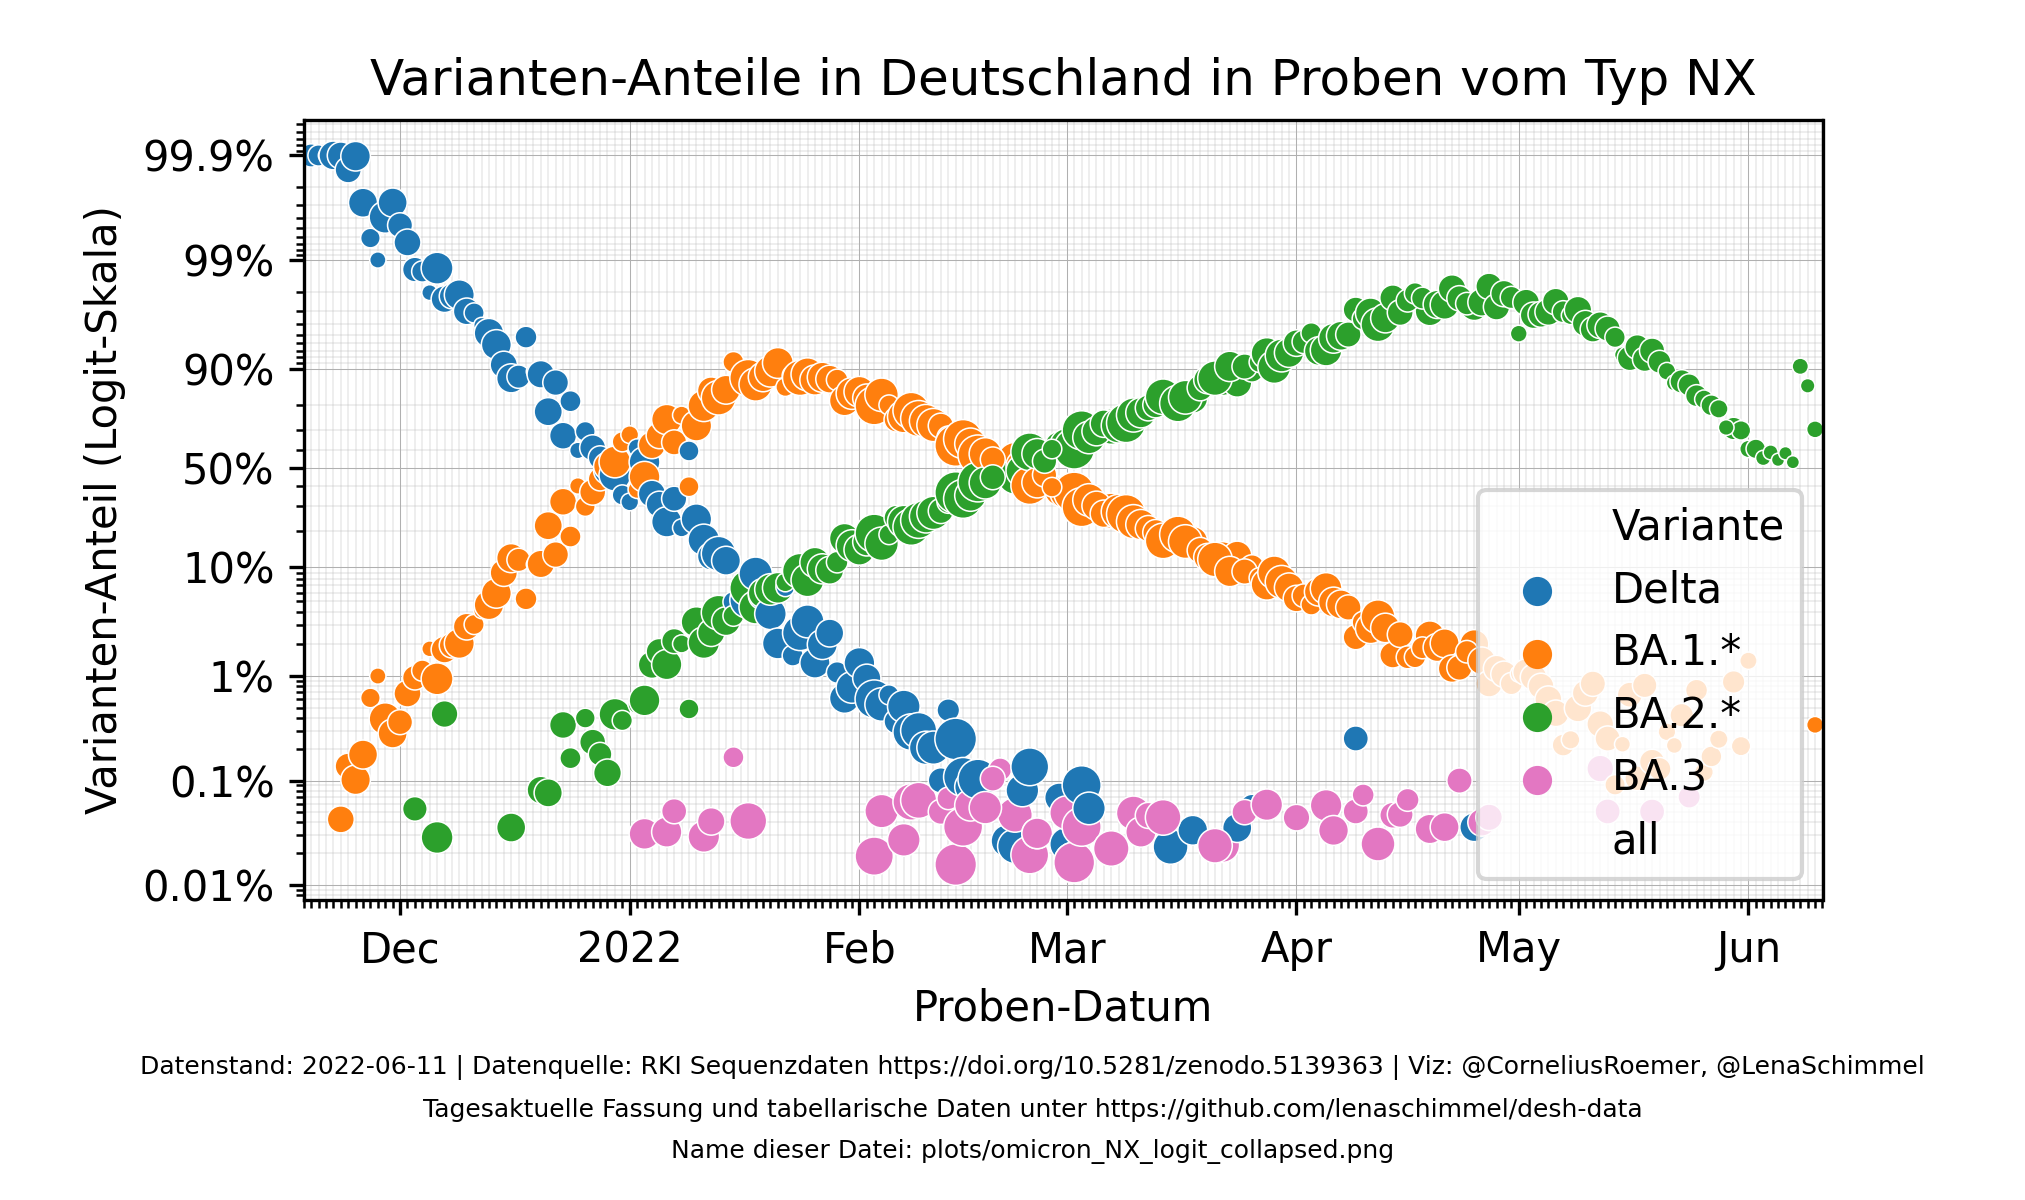 Varianten-Anteile in Deutschland in Proben vom Typ NX
Varianten-Anteil (Logit-Skala)
99.9%
99%
90%
50%
10%
1%
0.1%
0.01%
Variante
Delta
BA.1.*
BA.2.*
BA.3
all
Dec
2022
Feb
Mar
Apr
May
Jun
Proben-Datum
Datenstand: 2022-06-11 | Datenquelle: RKI Sequenzdaten https://doi.org/10.5281/zenodo.5139363 | Viz: @CorneliusRoemer, @LenaSchimmel
Tagesaktuelle Fassung und tabellarische Daten unter https://github.com/lenaschimmel/desh-data
Name dieser Datei: plots/omicron_NX_logit_collapsed.png